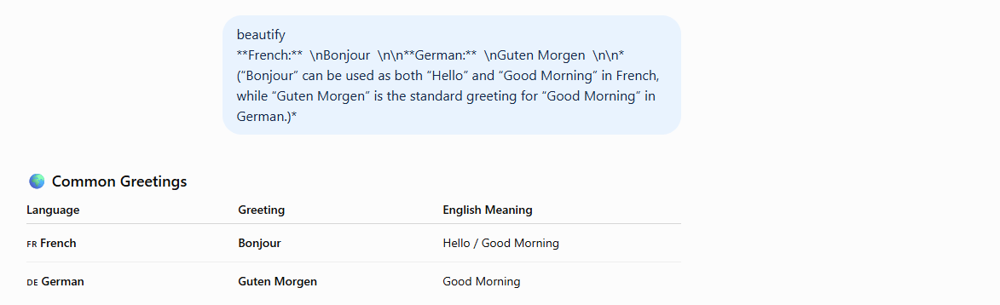 beautify
**French:**  \nBonjour  \n\n**German:**  \nGuten Morgen  \n\n*
(“Bonjour” can be used as both “Hello” and “Good Morning” in French,
while “Guten Morgen” is the standard greeting for “Good Morning” in
German.)*
Common Greetings
Language Greeting English Meaning
FR French Bonjour Hello / Good Morning
DE German Guten Morgen Good Morning